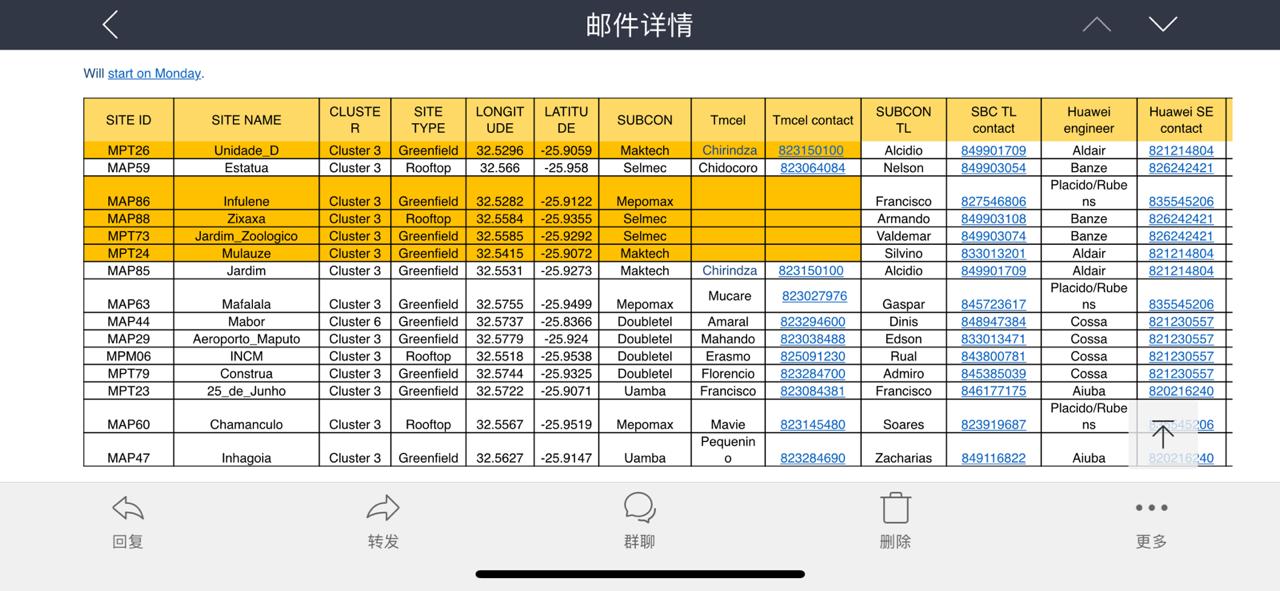 邮件详情
Will start on Monday.
SITE ID SITE NAME CLUSTE R SITE TYPE LONGIT UDE LATITU DE SUBCON Tmcel Tmcel contact SUBCON TL SBC TL contact Huawei engineer Huawei SE contact
MPT26 Unidade_D Cluster 3 Greenfield 32.5296 -25.9059 Maktech Chirindza 823150100 Alcidio 849901709 Aldair 821214804
MAP59 Estatua Cluster 3 Rooftop 32.566 -25.958 Selmec Chidocoro 823064084 Nelson 849903054 Banze 826242421
MAP86 Infulene Cluster 3 Greenfield 32.5282 -25.9122 Mepomax Francisco 827546806 Placido/Rube ns 835545206
MAP88 Zixaxa Cluster 3 Rooftop 32.5584 -25.9355 Selmec Armando 849903108 Banze 826242421
MPT73 Jardim_Zoologico Cluster 3 Greenfield 32.5585 -25.9292 Selmec Valdemar 849903074 Banze 826242421
MPT24 Mulauze Cluster 3 Greenfield 32.5415 -25.9072 Maktech Silvino 833013201 Aldair 821214804
MAP85 Jardim Cluster 3 Greenfield 32.5531 -25.9273 Maktech Chirindza 823150100 Alcidio 849901709 Aldair 821214804
MAP63 Mafalala Cluster 3 Greenfield 32.5755 -25.9499 Mepomax Mucare 823027976 Gaspar 845723617 Placido/Rube ns 835545206
MAP44 Mabor Cluster 6 Greenfield 32.5737 -25.8366 Doubletel Amaral 823294600 Dinis 848947384 Cossa 821230557
MAP29 Aeroporto_Maputo Cluster 3 Greenfield 32.5779 -25.924 Doubletel Mahando 823038488 Edson 833013471 Cossa 821230557
MPM06 INCM Cluster 3 Rooftop 32.5518 -25.9538 Doubletel Erasmo 825091230 Rual 843800781 Cossa 821230557
MPT79 Construa Cluster 3 Greenfield 32.5744 -25.9325 Doubletel Florencio 823284700 Admiro 845385039 Cossa 821230557
MPT23 25_de_Junho Cluster 3 Greenfield 32.5722 -25.9071 Uamba Francisco 823084381 Francisco 846177175 Aiuba 820216240
MAP60 Chamanculo Cluster 3 Rooftop 32.5567 -25.9519 Mepomax Mavie 823145480 Soares 823919687 Placido/Rube ns
MAP47 Inhagoia Cluster 3 Greenfield 32.5627 -25.9147 Uamba Pequenin o 823284690 Zacharias 849116822 Aiuba 820216240
回复 转发 群聊 删除 更多